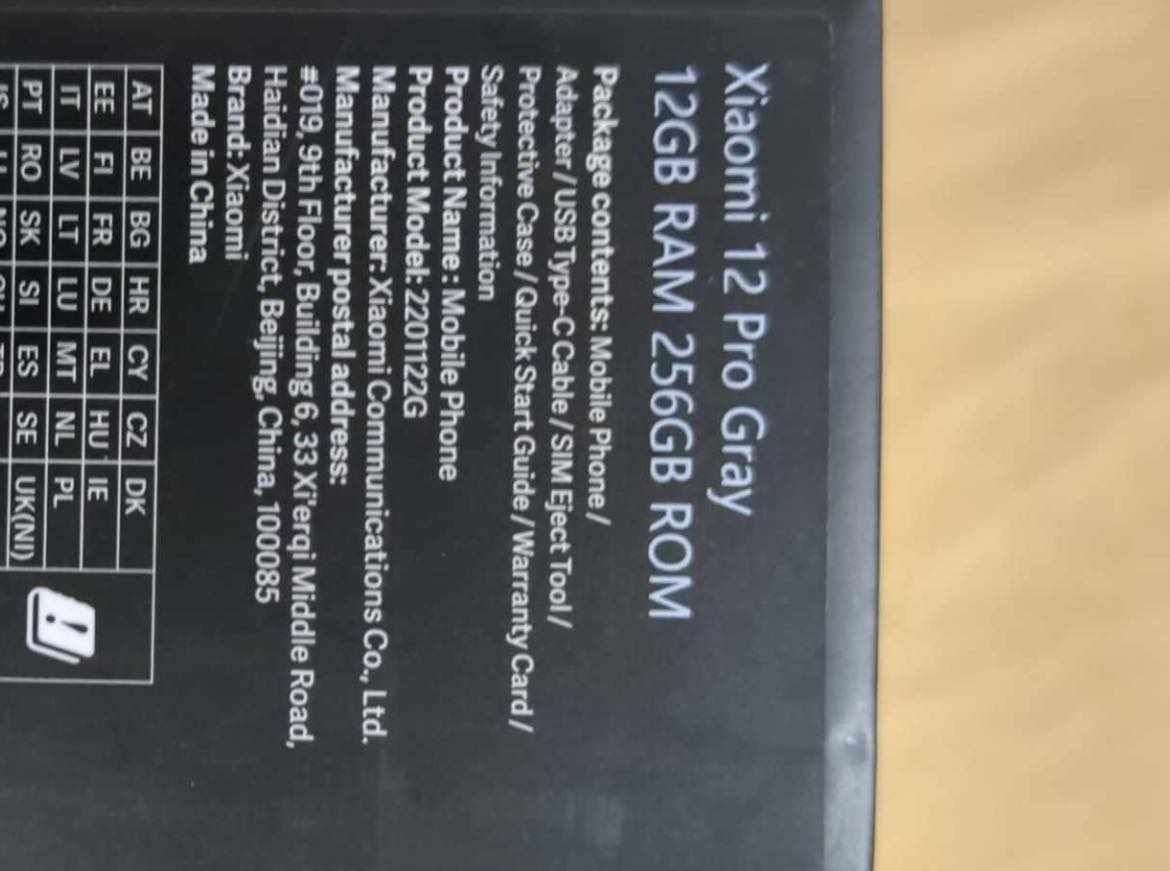 Xiaomi 12 Pro Gray
12GB RAM 256GB ROM
Package contents: Mobile Phone /
Adapter / USB Type-C Cable / SIM Eject Tool /
Protective Case / Quick Start Guide / Warranty Card /
Safety Information
Product Name : Mobile Phone
Product Model: 2201122G
Manufacturer: Xiaomi Communications Co., Ltd.
Manufacturer postal address:
#019, 9th Floor, Building 6, 33 Xi'erqi Middle Road,
Haidian District, Beijing, China, 100085
Brand: Xiaomi
Made in China
AT BE BG HR CY CZ DK
EE FI FR DE EL HU IE
IT LV LT LU MT NL PL
PT RO SK SI ES SE UK(NI)